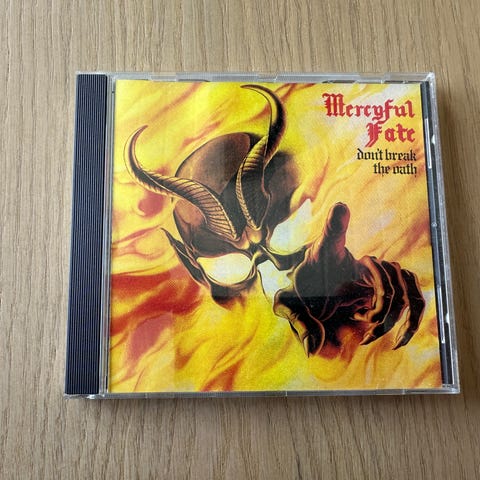 Mercyful
Fate
don't break
the oath